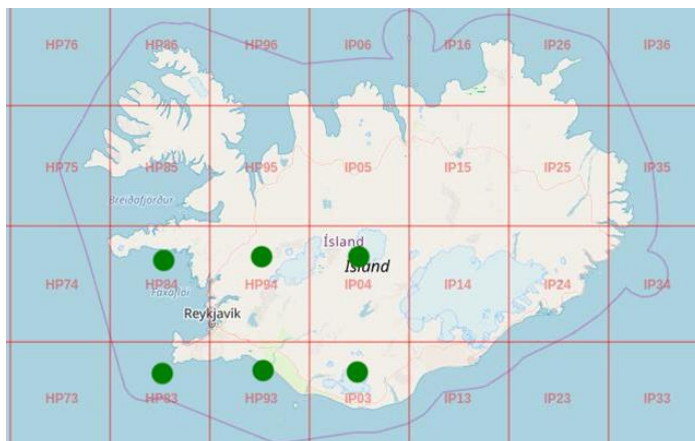 HP76 HP86 HP96 IP06 IP16 IP26 IP36
HP75 HP85 HP95 IP05 IP15 IP25 IP35
Breiðafjörður
Ísland
Ísland
HP74 HP84 HP94 IP04 IP14 IP24 IP34
Faxaflói
Reykjavík
HP73 HP83 HP93 IP03 IP13 IP23 IP33